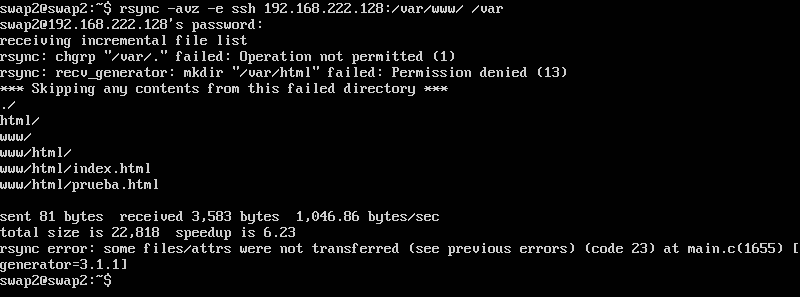 swap2@swap2:~$ rsync -avz -e ssh 192.168.222.128:/var/www/ /var
swap2@192.168.222.128's password:
receiving incremental file list
rsync: chgrp "/var/." failed: Operation not permitted (1)
rsync: recv_generator: mkdir "/var/html" failed: Permission denied (13)
*** Skipping any contents from this failed directory ***
./
html/
www/
www/html/
www/html/index.html
www/html/prueba.html
sent 81 bytes  received 3,583 bytes  1,046.86 bytes/sec
total size is 22,818  speedup is 6.23
rsync error: some files/attrs were not transferred (see previous errors) (code 23) at main.c(1655) [
generator=3.1.1]
swap2@swap2:~$